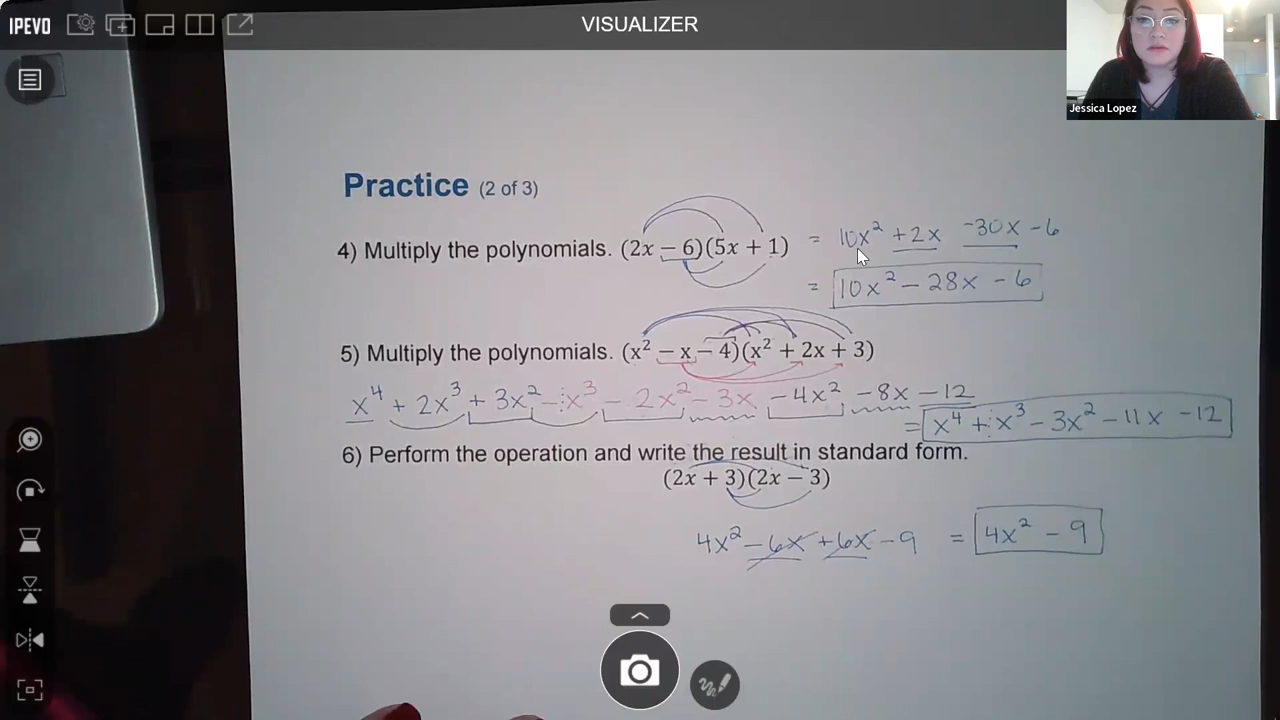 IPEVO
VISUALIZER
Jessica Lopez
Practice (2 of 3)
4) Multiply the polynomials. (2x − 6)(5x + 1) = 10x² + 2x -30x - 6
= 10x² - 28x - 6
5) Multiply the polynomials. (x² − x − 4)(x² + 2x + 3)
x⁴ + 2x³ + 3x² - x³ - 2x² - 3x - 4x² - 8x - 12
= x⁴ + x³ - 3x² - 11x - 12
6) Perform the operation and write the result in standard form.
(2x + 3)(2x − 3)
4x² - 6x + 6x - 9 = 4x² - 9